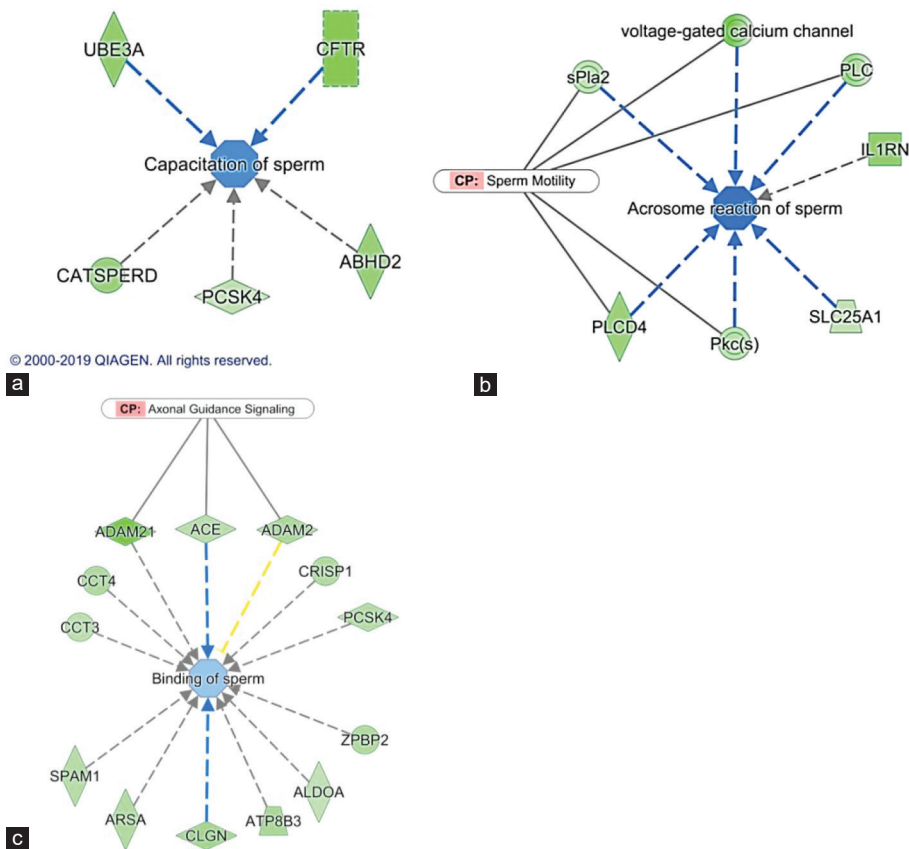 UBE3A
CFTR
Capacitation of sperm
CATSPERD
PCSK4
ABHD2
© 2000-2019 QIAGEN. All rights reserved.
a
voltage-gated calcium channel
sPla2
PLC
IL1RN
CP: Sperm Motility
Acrosome reaction of sperm
SLC25A1
PLCD4
Pkc(s)
b
CP: Axonal Guidance Signaling
ADAM21
ACE
ADAM2
CRISP1
CCT4
PCSK4
CCT3
Binding of sperm
ZPBP2
SPAM1
ALDOA
ARSA
ATP8B3
CLGN
c